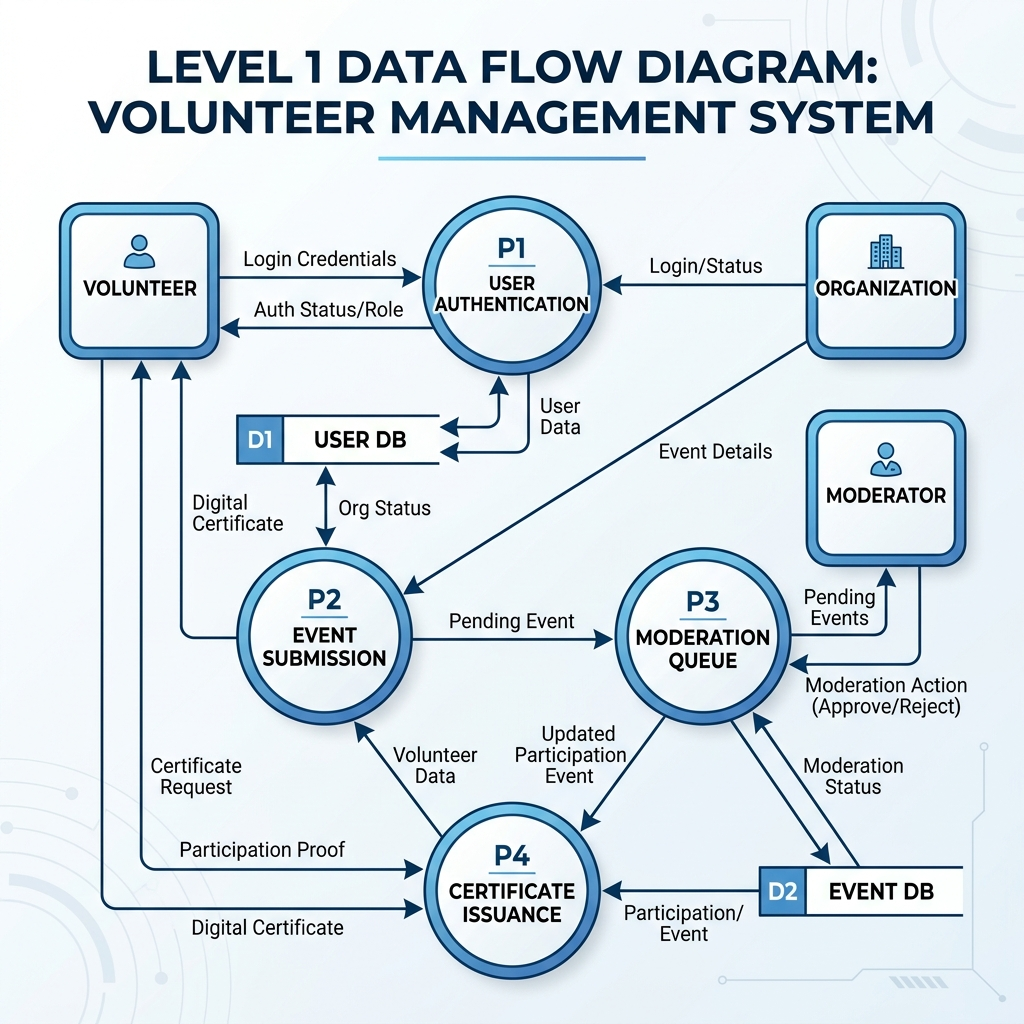 LEVEL 1 DATA FLOW DIAGRAM:
VOLUNTEER MANAGEMENT SYSTEM
VOLUNTEER
Login Credentials
Auth Status/Role
P1
USER
AUTHENTICATION
Login/Status
ORGANIZATION
D1
USER DB
User
Data
Event Details
MODERATOR
Digital
Certificate
Org Status
P2
EVENT
SUBMISSION
Pending Event
P3
MODERATION
QUEUE
Pending
Events
Moderation Action
(Approve/Reject)
Certificate
Request
Volunteer
Data
Updated
Participation
Event
Moderation
Status
Participation Proof
Digital Certificate
P4
CERTIFICATE
ISSUANCE
Participation/
Event
D2
EVENT DB